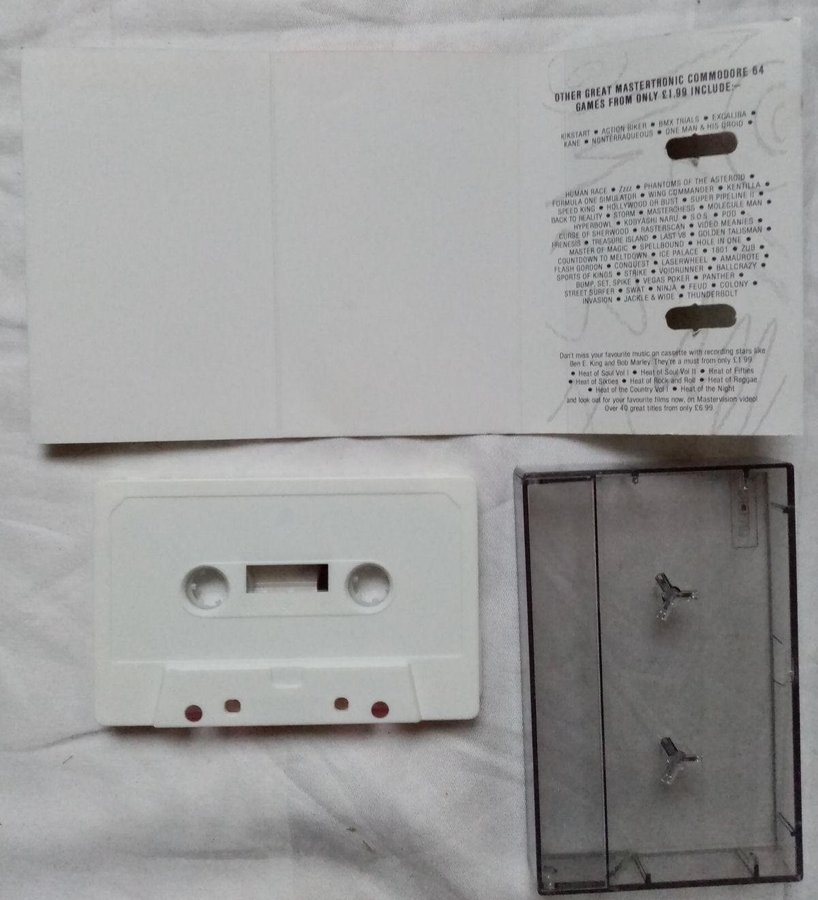 OTHER GREAT MASTERTRONIC COMMODORE 64
GAMES FROM ONLY £1.99 INCLUDE:–
KIKSTART • ACTION BIKER • BMX TRIALS • EXCALIBA •
KANE • NONTERRAQUEOUS • ONE MAN & HIS DROID •
HUMAN RACE • Zzzz • PHANTOMS OF THE ASTEROID •
FORMULA ONE SIMULATOR • WING COMMANDER • KENTILLA •
SPEED KING • HOLLYWOOD OR BUST • SUPER PIPELINE II •
BACK TO REALITY • STORM • MASTERCHESS • MOLECULE MAN •
HYPERBOWL • KOBYASHI NARU • S.O.S. • POD •
CURSE OF SHERWOOD • RASTERSCAN • VIDEO MEANIES •
PRENESIS • TREASURE ISLAND • LAST V8 • GOLDEN TALISMAN •
MASTER OF MAGIC • SPELLBOUND • HOLE IN ONE •
COUNTDOWN TO MELTDOWN • ICE PALACE • 1801 • ZUB •
FLASH GORDON • CONQUEST • LASERWHEEL • AMAUROTE •
SPORTS OF KINGS • STRIKE • VOIDRUNNER • BALLCRAZY •
BUMP, SET, SPIKE • VEGAS POKER • PANTHER •
STREET SURFER • SWAT • NINJA • FEUD • COLONY •
INVASION • JACKLE & WIDE • THUNDERBOLT
Don't miss your favourite music on cassette with recording stars like
Ben E. King and Bob Marley. They're a must from only £1.99.
• Heat of Soul Vol I • Heat of Soul Vol II • Heat of Fifties
• Heat of Sixties • Heat of Rock and Roll • Heat of Reggae
• Heat of the Country Vol I • Heat of the Night
and look out for your favourite films now, on Mastervision video!
Over 40 great titles from only £6.99.